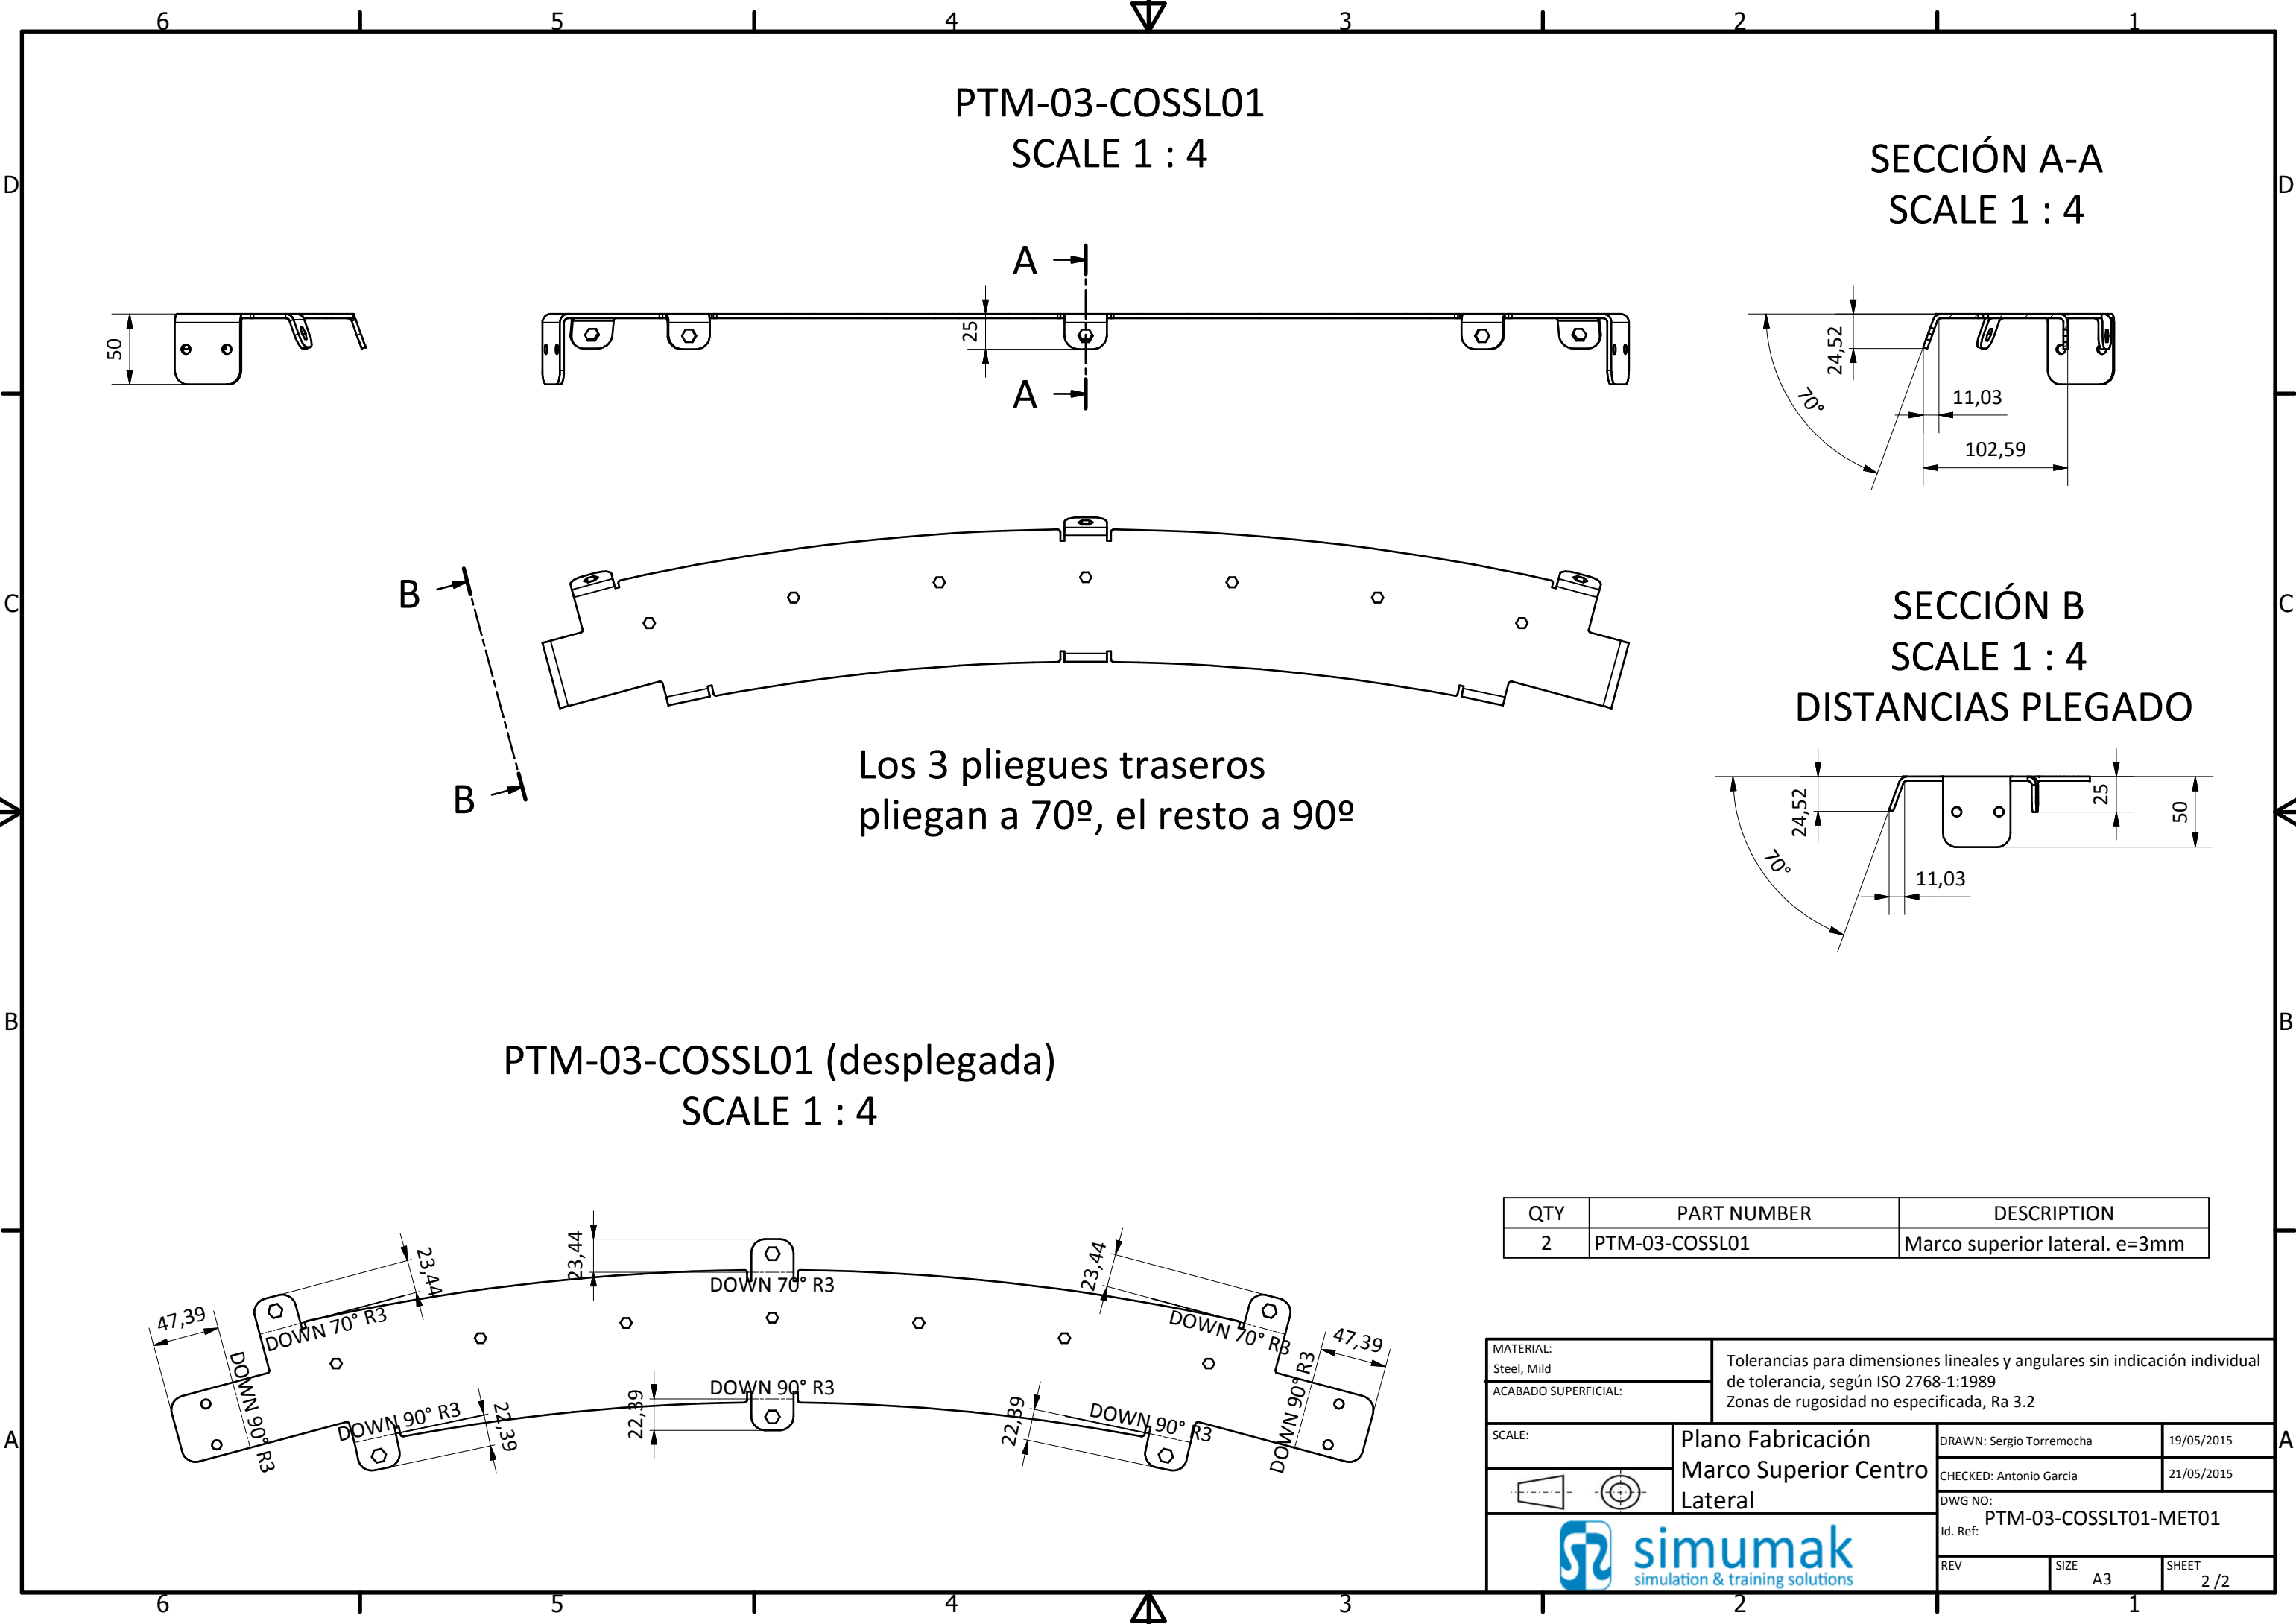 6 5 4 3 2 1
PTM-03-COSSL01
SCALE 1 : 4
SECCIÓN A-A
SCALE 1 : 4
D D
A
A
50
25
24,52
70°
11,03
102,59
C C
B
B
SECCIÓN B
SCALE 1 : 4
DISTANCIAS PLEGADO
Los 3 pliegues traseros
pliegan a 70º, el resto a 90º
24,52
70°
11,03
25
50
B B
PTM-03-COSSL01 (desplegada)
SCALE 1 : 4
47,39
23,44
23,44
23,44
47,39
DOWN 70° R3
DOWN 70° R3
DOWN 70° R3
DOWN 90° R3
DOWN 90° R3
DOWN 90° R3
DOWN 90° R3
DOWN 90° R3
22,39
22,39
22,39
QTY PART NUMBER DESCRIPTION
2 PTM-03-COSSL01 Marco superior lateral. e=3mm
MATERIAL:
Steel, Mild
ACABADO SUPERFICIAL:
Tolerancias para dimensiones lineales y angulares sin indicación individual
de tolerancia, según ISO 2768-1:1989
Zonas de rugosidad no especificada, Ra 3.2
SCALE:
Plano Fabricación
Marco Superior Centro
Lateral
DRAWN: Sergio Torremocha 19/05/2015
CHECKED: Antonio Garcia 21/05/2015
DWG NO:
PTM-03-COSSLT01-MET01
Id. Ref:
REV
SIZE
A3
SHEET
2 /2
simumak
simulation & training solutions
A A
6 5 4 3 2 1